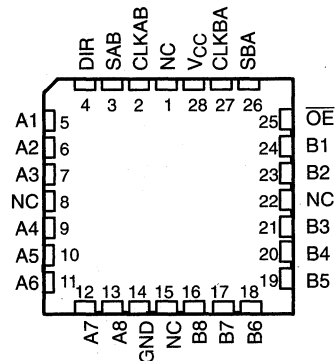 DIR SAB CLKAB NC VCC CLKBA SBA
4 3 2 1 28 27 26
A1 5 25 O̅E̅
A2 6 24 B1
A3 7 23 B2
NC 8 22 NC
A4 9 21 B3
A5 10 20 B4
A6 11 19 B5
12 13 14 15 16 17 18
A7 A8 GND NC B8 B7 B6